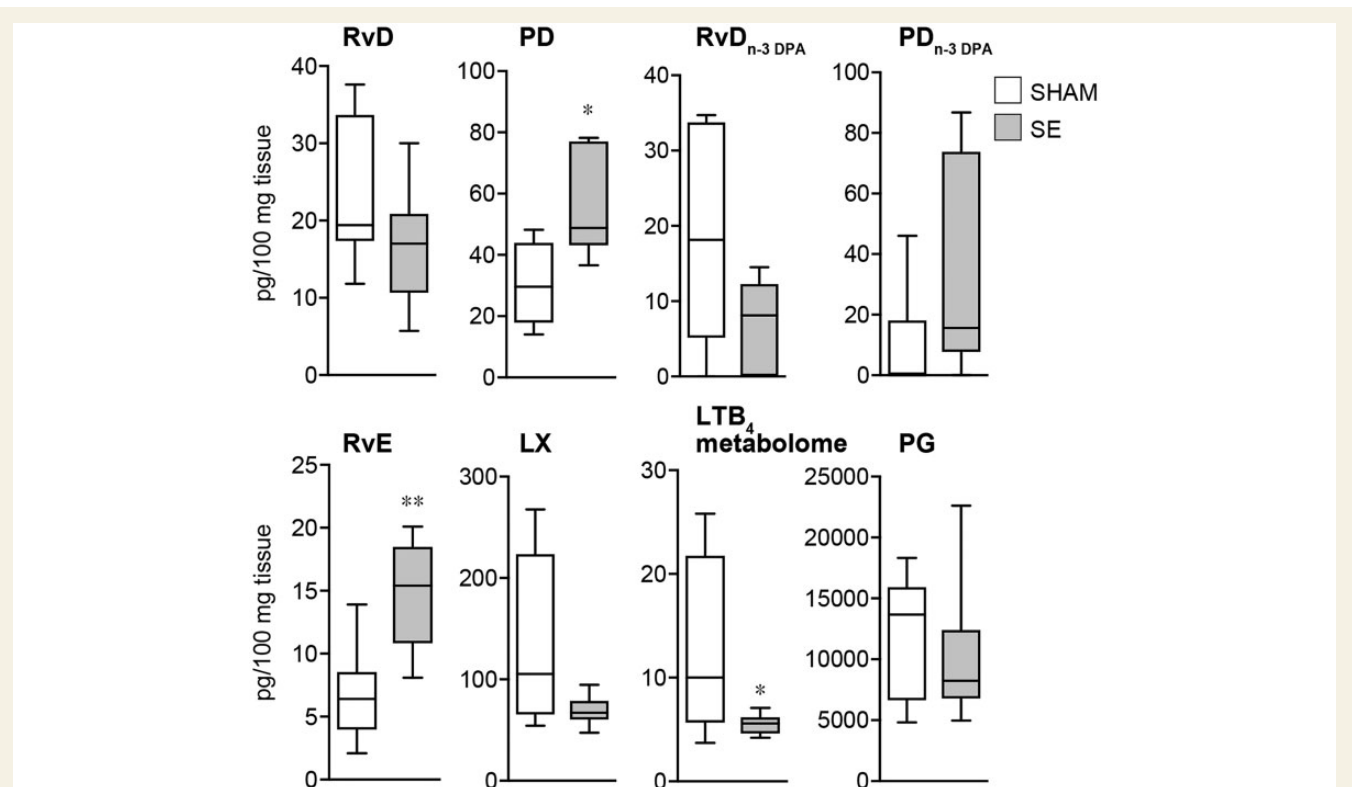 RvD PD RvDn-3 DPA PDn-3 DPA
40 100 40 100
30 80 30 80
20 60 20 60
10 40 10 40
0 20 0 20
0 0
pg/100 mg tissue
* 
SHAM
SE
RvE LX LTB4 metabolome PG
25 300 30 25000
20 200 20 20000
15 100 10 15000
10 0 0 10000
5 5000
0 0
pg/100 mg tissue
**
*